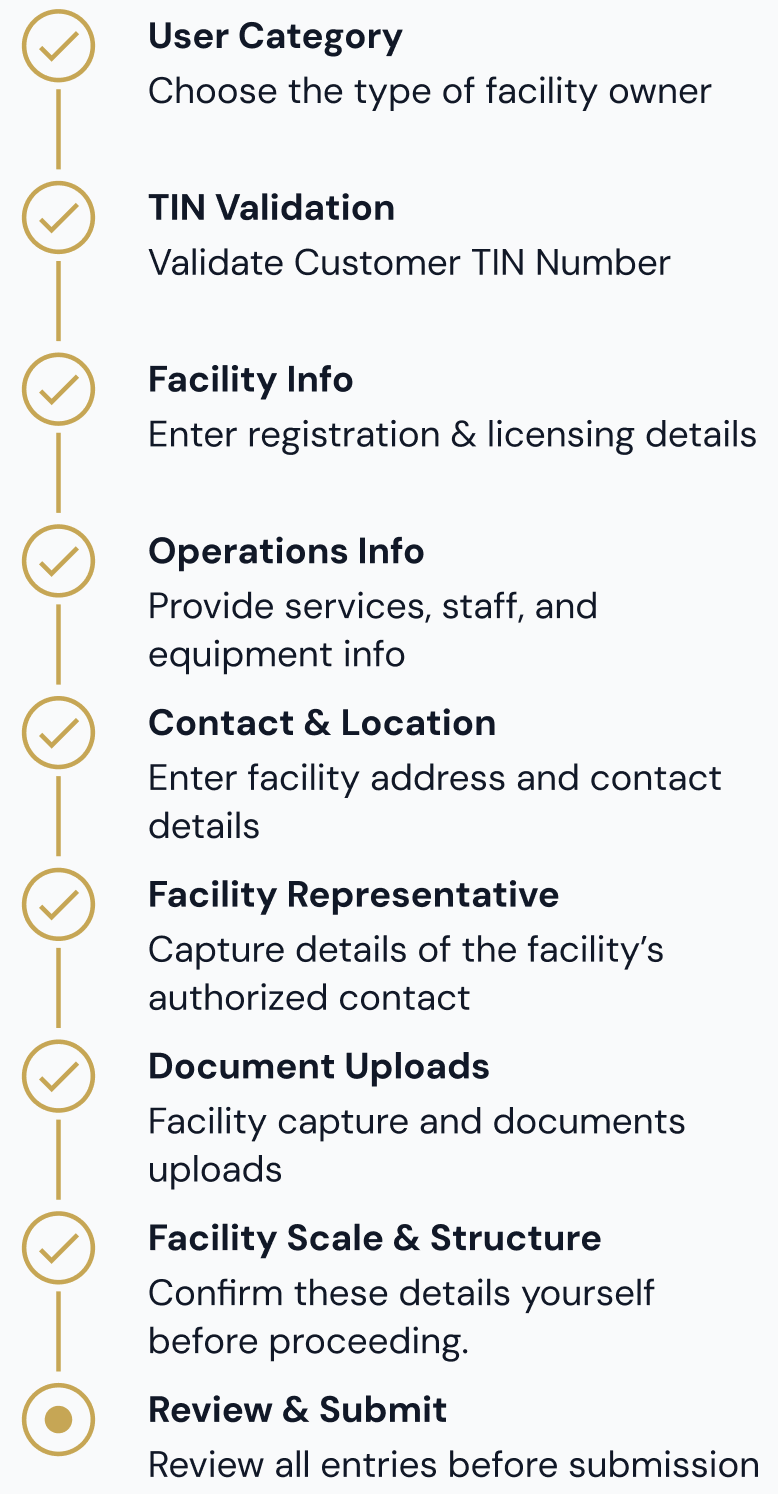 User Category
Choose the type of facility owner
TIN Validation
Validate Customer TIN Number
Facility Info
Enter registration & licensing details
Operations Info
Provide services, staff, and
equipment info
Contact & Location
Enter facility address and contact
details
Facility Representative
Capture details of the facility’s
authorized contact
Document Uploads
Facility capture and documents
uploads
Facility Scale & Structure
Confirm these details yourself
before proceeding.
Review & Submit
Review all entries before submission